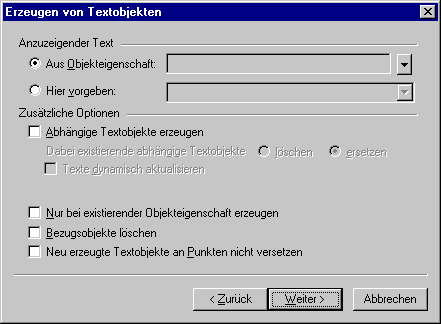 Erzeugen von Textobjekten
Anzuzeigender Text
Aus Objekteigenschaft:
Hier vorgeben:
Zusätzliche Optionen
Abhängige Textobjekte erzeugen
Dabei existierende abhängige Textobjekte löschen ersetzen
Texte dynamisch aktualisieren
Nur bei existierender Objekteigenschaft erzeugen
Bezugsobjekte löschen
Neu erzeugte Textobjekte an Punkten nicht versetzen
< Zurück Weiter > Abbrechen